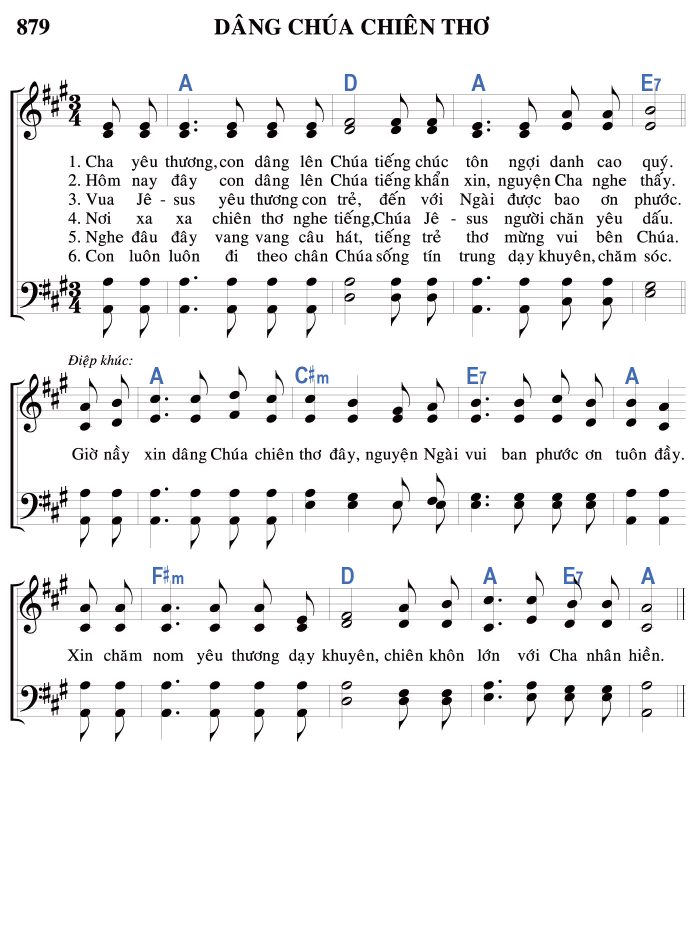 879 DÂNG CHÚA CHIÊN THƠ
A D A E7
3 4
1. Cha yêu thương, con dâng lên Chúa tiếng chúc tôn ngợi danh cao quý.
2. Hôm nay đây con dâng lên Chúa tiếng khẩn xin, nguyện Cha nghe thấy.
3. Vua Jê - sus yêu thương con trẻ, đến với Ngài được bao ơn phước.
4. Nơi xa xa chiên thơ nghe tiếng, Chúa Jê - sus người chăn yêu dấu.
5. Nghe đâu đây vang vang câu hát, tiếng trẻ thơ mừng vui bên Chúa.
6. Con luôn luôn đi theo chân Chúa sống tín trung dạy khuyên, chăm sóc.
3 4
Điệp khúc:
A C#m E7 A
Giờ nầy xin dâng Chúa chiên thơ đây, nguyện Ngài vui ban phước ơn tuôn đầy.
F#m D A E7 A
Xin chăm nom yêu thương dạy khuyên, chiên khôn lớn với Cha nhân hiền.